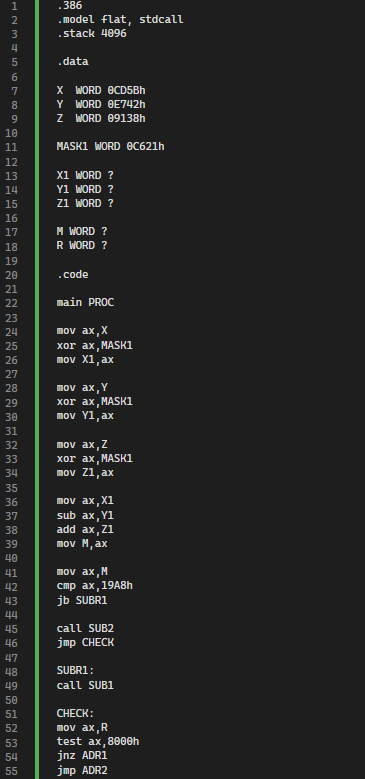 1 .386
2 .model flat, stdcall
3 .stack 4096
4
5 .data
6
7 X WORD 0CD5Bh
8 Y WORD 0E742h
9 Z WORD 09138h
10
11 MASK1 WORD 0C621h
12
13 X1 WORD ?
14 Y1 WORD ?
15 Z1 WORD ?
16
17 M WORD ?
18 R WORD ?
19
20 .code
21
22 main PROC
23
24 mov ax,X
25 xor ax,MASK1
26 mov X1,ax
27
28 mov ax,Y
29 xor ax,MASK1
30 mov Y1,ax
31
32 mov ax,Z
33 xor ax,MASK1
34 mov Z1,ax
35
36 mov ax,X1
37 sub ax,Y1
38 add ax,Z1
39 mov M,ax
40
41 mov ax,M
42 cmp ax,19A8h
43 jb SUBR1
44
45 call SUB2
46 jmp CHECK
47
48 SUBR1:
49 call SUB1
50
51 CHECK:
52 mov ax,R
53 test ax,8000h
54 jnz ADR1
55 jmp ADR2